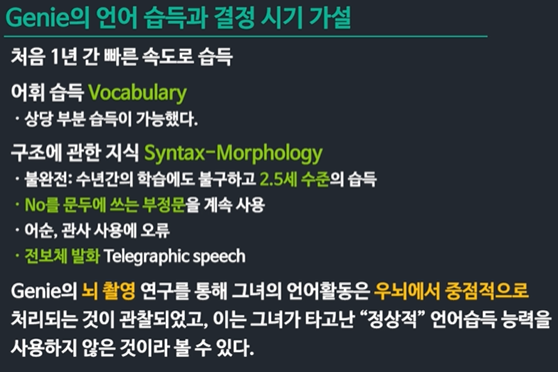 Genie의 언어 습득과 결정 시기 가설
처음 1년 간 빠른 속도로 습득
어휘 습득 Vocabulary
· 상당 부분 습득이 가능했다.
구조에 관한 지식 Syntax-Morphology
· 불완전: 수년간의 학습에도 불구하고 2.5세 수준의 습득
· No를 문두에 쓰는 부정문을 계속 사용
· 어순, 관사 사용에 오류
· 전보체 발화 Telegraphic speech
Genie의 뇌 촬영 연구를 통해 그녀의 언어활동은 우뇌에서 중점적으로
처리되는 것이 관찰되었고, 이는 그녀가 타고난 “정상적” 언어습득 능력을
사용하지 않은 것이라 볼 수 있다.